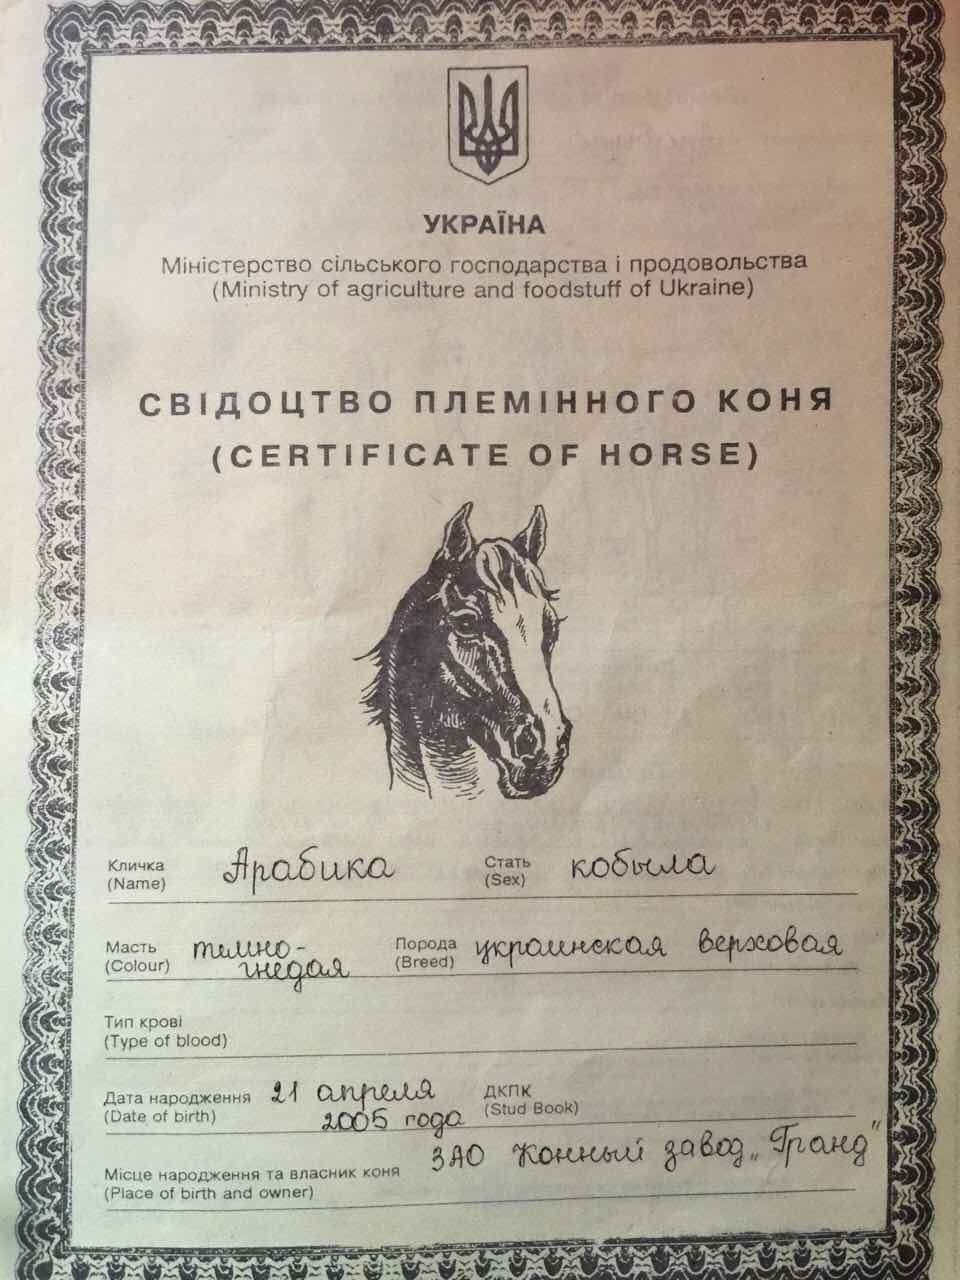 УКРАЇНА
Міністерство сільського господарства і продовольства
(Ministry of agriculture and foodstuff of Ukraine)
СВІДОЦТВО ПЛЕМІННОГО КОНЯ
(CERTIFICATE OF HORSE)
Кличка Арабика Стать кобыла
(Name) (Sex)
Масть темно- Порода украинская верховая
(Colour) гнедая (Breed)
Тип крові
(Type of blood)
Дата народження 21 апреля ДКПК
(Date of birth) 2005 года (Stud Book)
ЗАО Конный завод „Гранд"
Місце народження та власник коня
(Place of birth and owner)